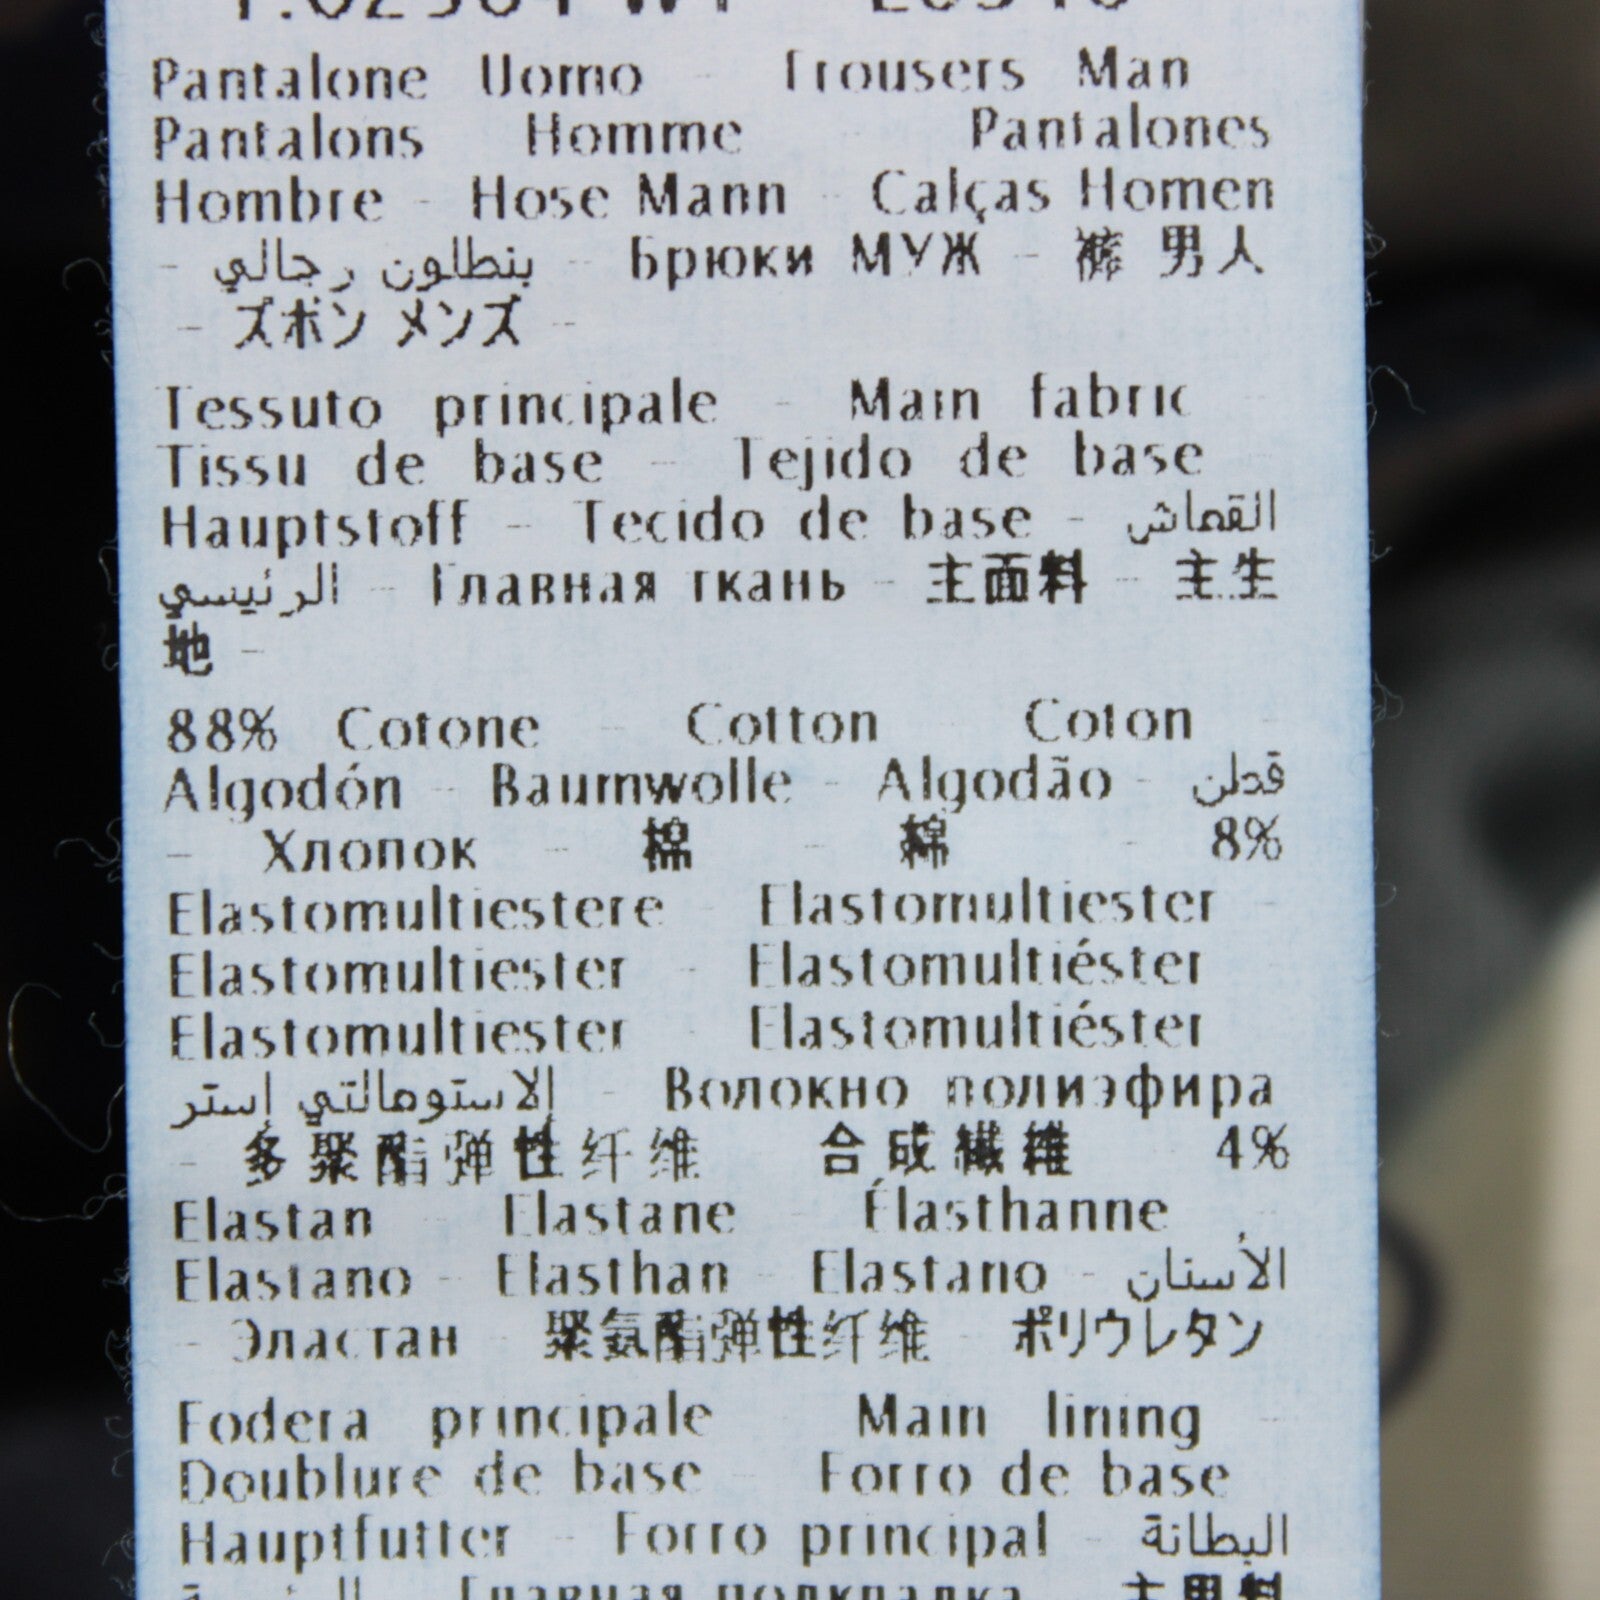 Pantalone Uomo - Trousers Man
Pantalons Homme Pantalones
Hombre - Hose Mann - Calças Homen
- بنطلون رجالي - Брюки МУЖ - 裤 男人
- ズボン メンズ -
Tessuto principale - Main fabric
Tissu de base - Tejido de base
Hauptstoff - Tecido de base - القماش
الرئيسي - Главная ткань - 主面料 - 主生
地 -
88% Cotone - Cotton - Coton -
Algodón - Baumwolle - Algodão - قطن
- Хлопок - 棉 - 綿 - 8%
Elastomultiestere - Elastomultiester -
Elastomultiester - Elastomultiéster
Elastomultiester - Elastomultiéster
الاستومالتي إستر - Волокно полиэфира
- 多聚酯弹性纤维 合成繊維 4%
Elastan - Elastane - Élasthanne -
Elastano - Elasthan - Elastano - الأستان
- Эластан - 聚氨酯弹性纤维 - ポリウレタン
Fodera principale - Main lining -
Doublure de base - Forro de base
Hauptfutter - Forro principal - البطانة
الرئيسية - Главная подкладка -